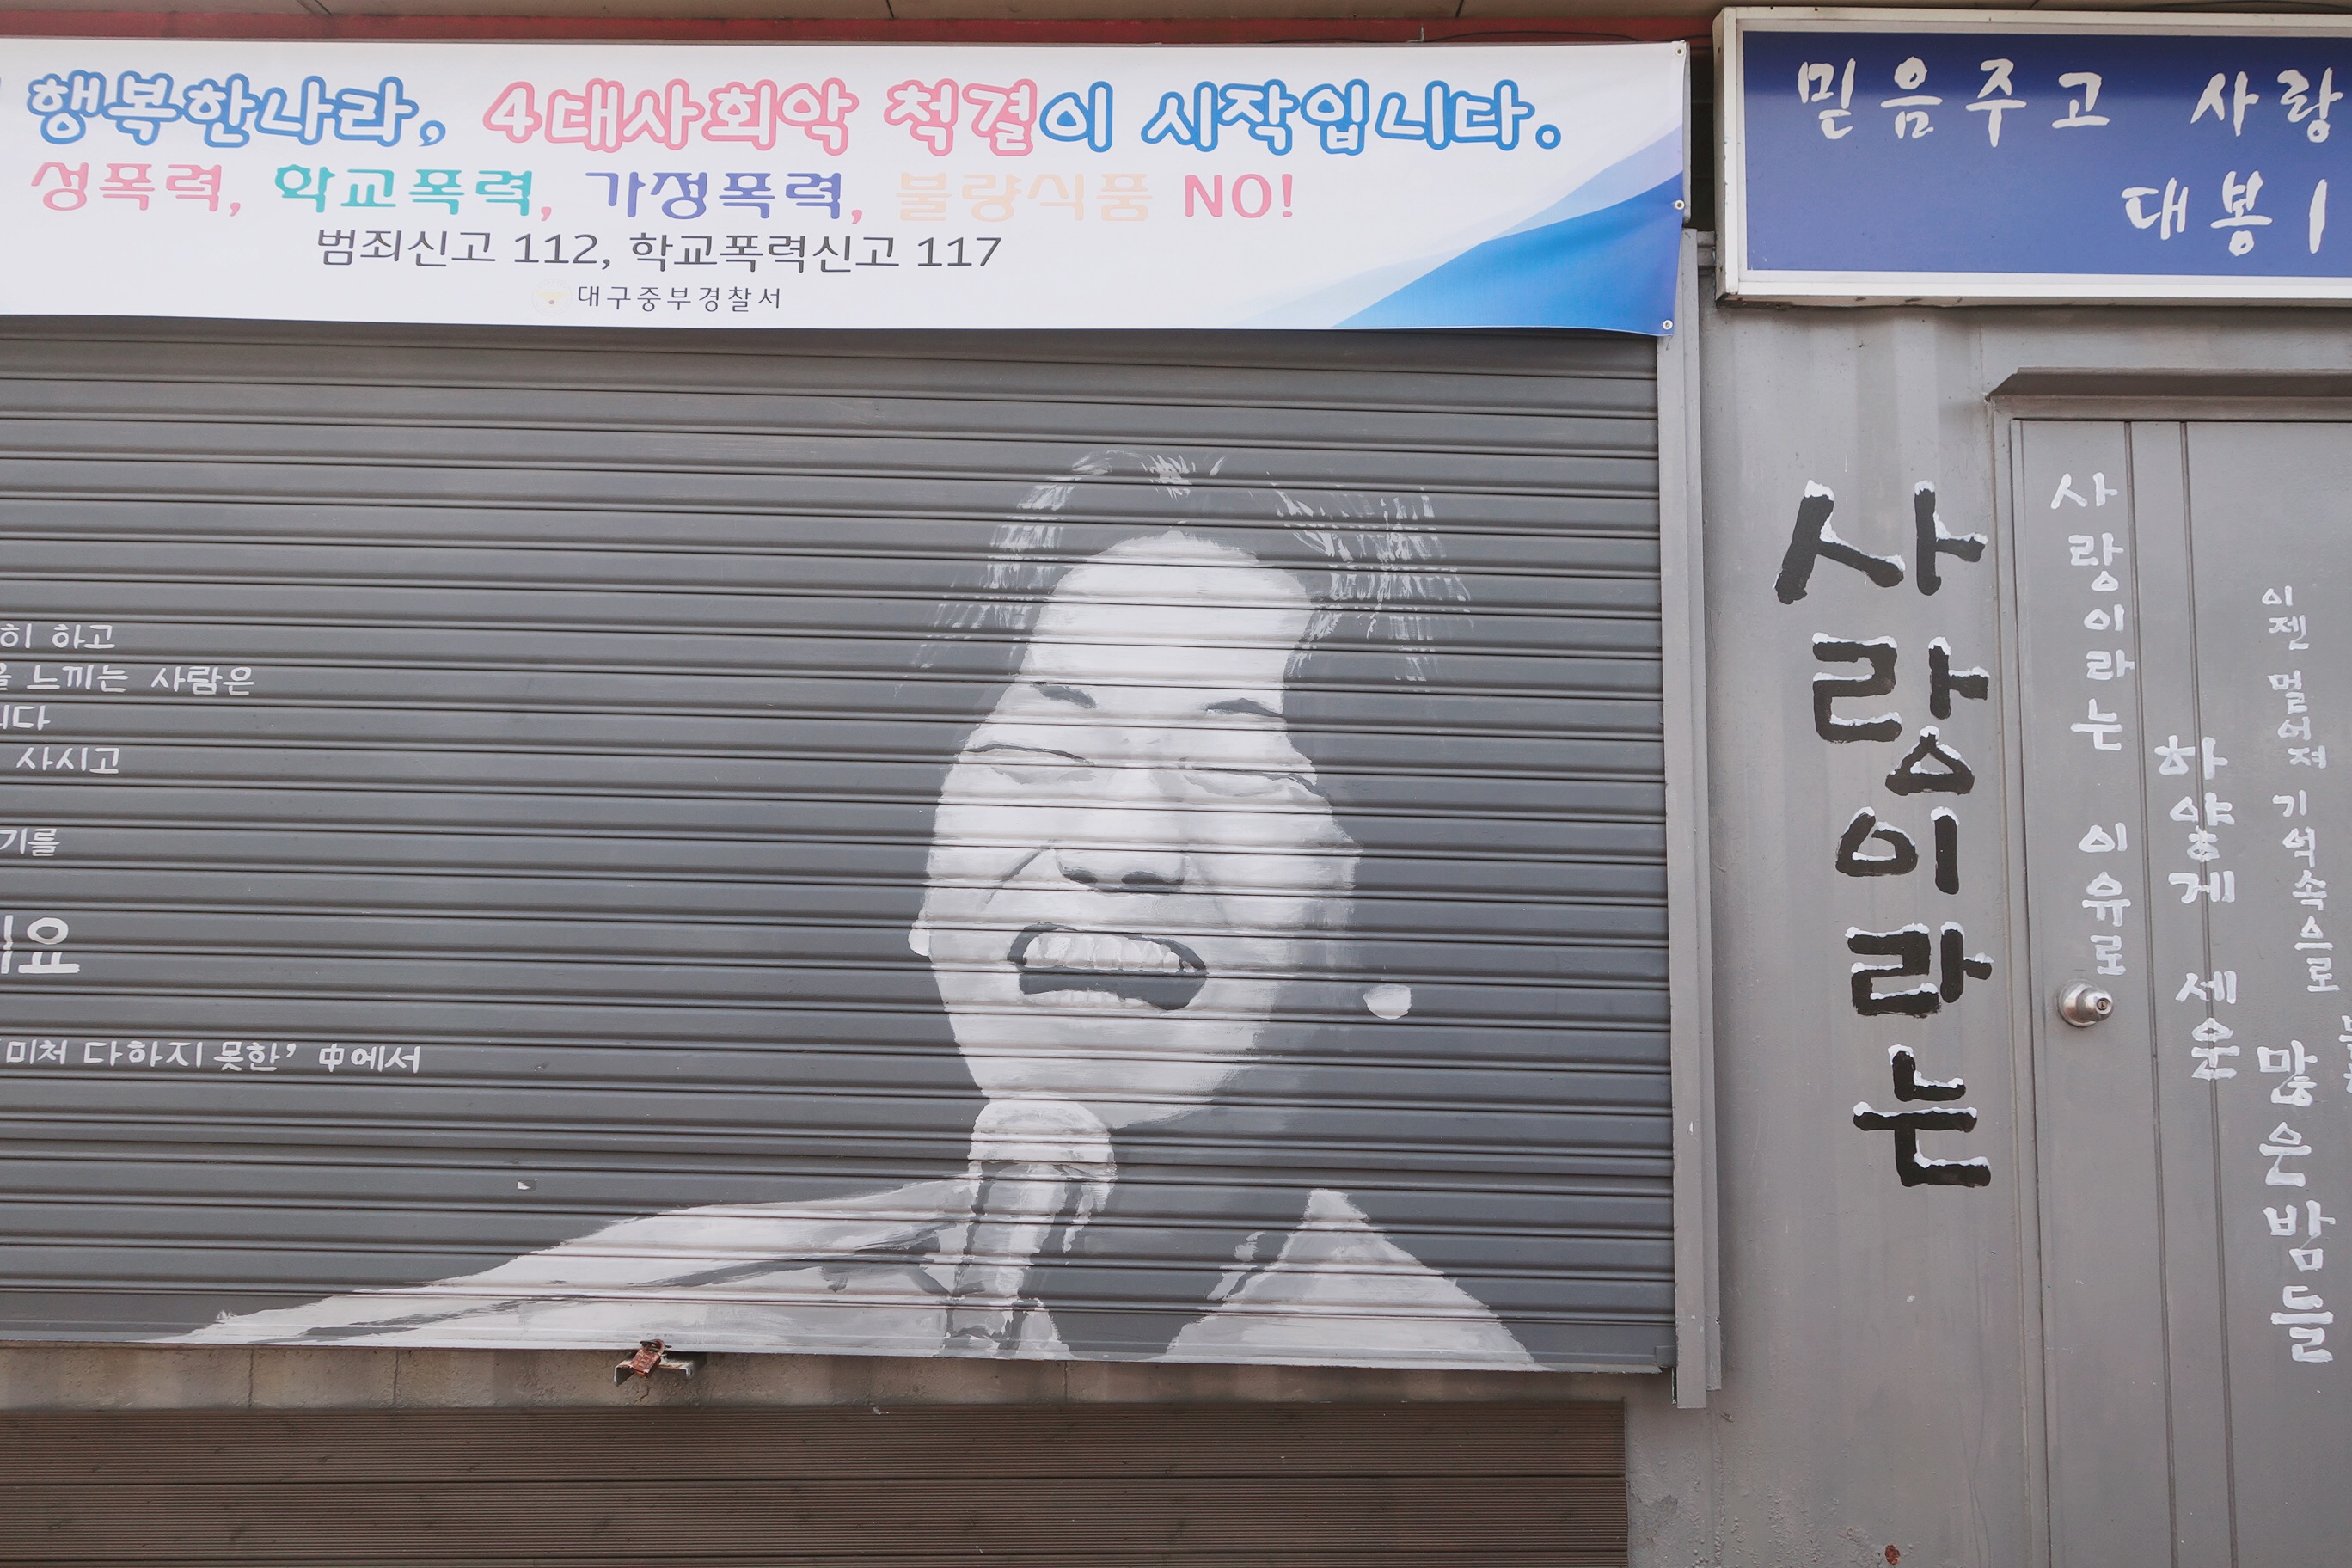 행복한나라, 4대사회악 척결이 시작입니다.
성폭력, 학교폭력, 가정폭력, 불량식품 NO!
범죄신고 112, 학교폭력신고 117
대구중부경찰서
믿음주고 사랑
대봉1
히 하고
느끼는 사람은
니다
사시고
기를
요
'미처 다하지 못한' 中에서
사랑이라는
사랑이라는 이유로
하얗게 세운
많은밤들
이젠 멀어져 기억속으로